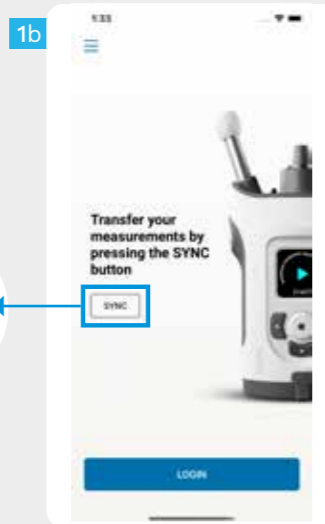 1b
1:33
Transfer your
measurements by
pressing the SYNC
button
SYNC
LOGIN